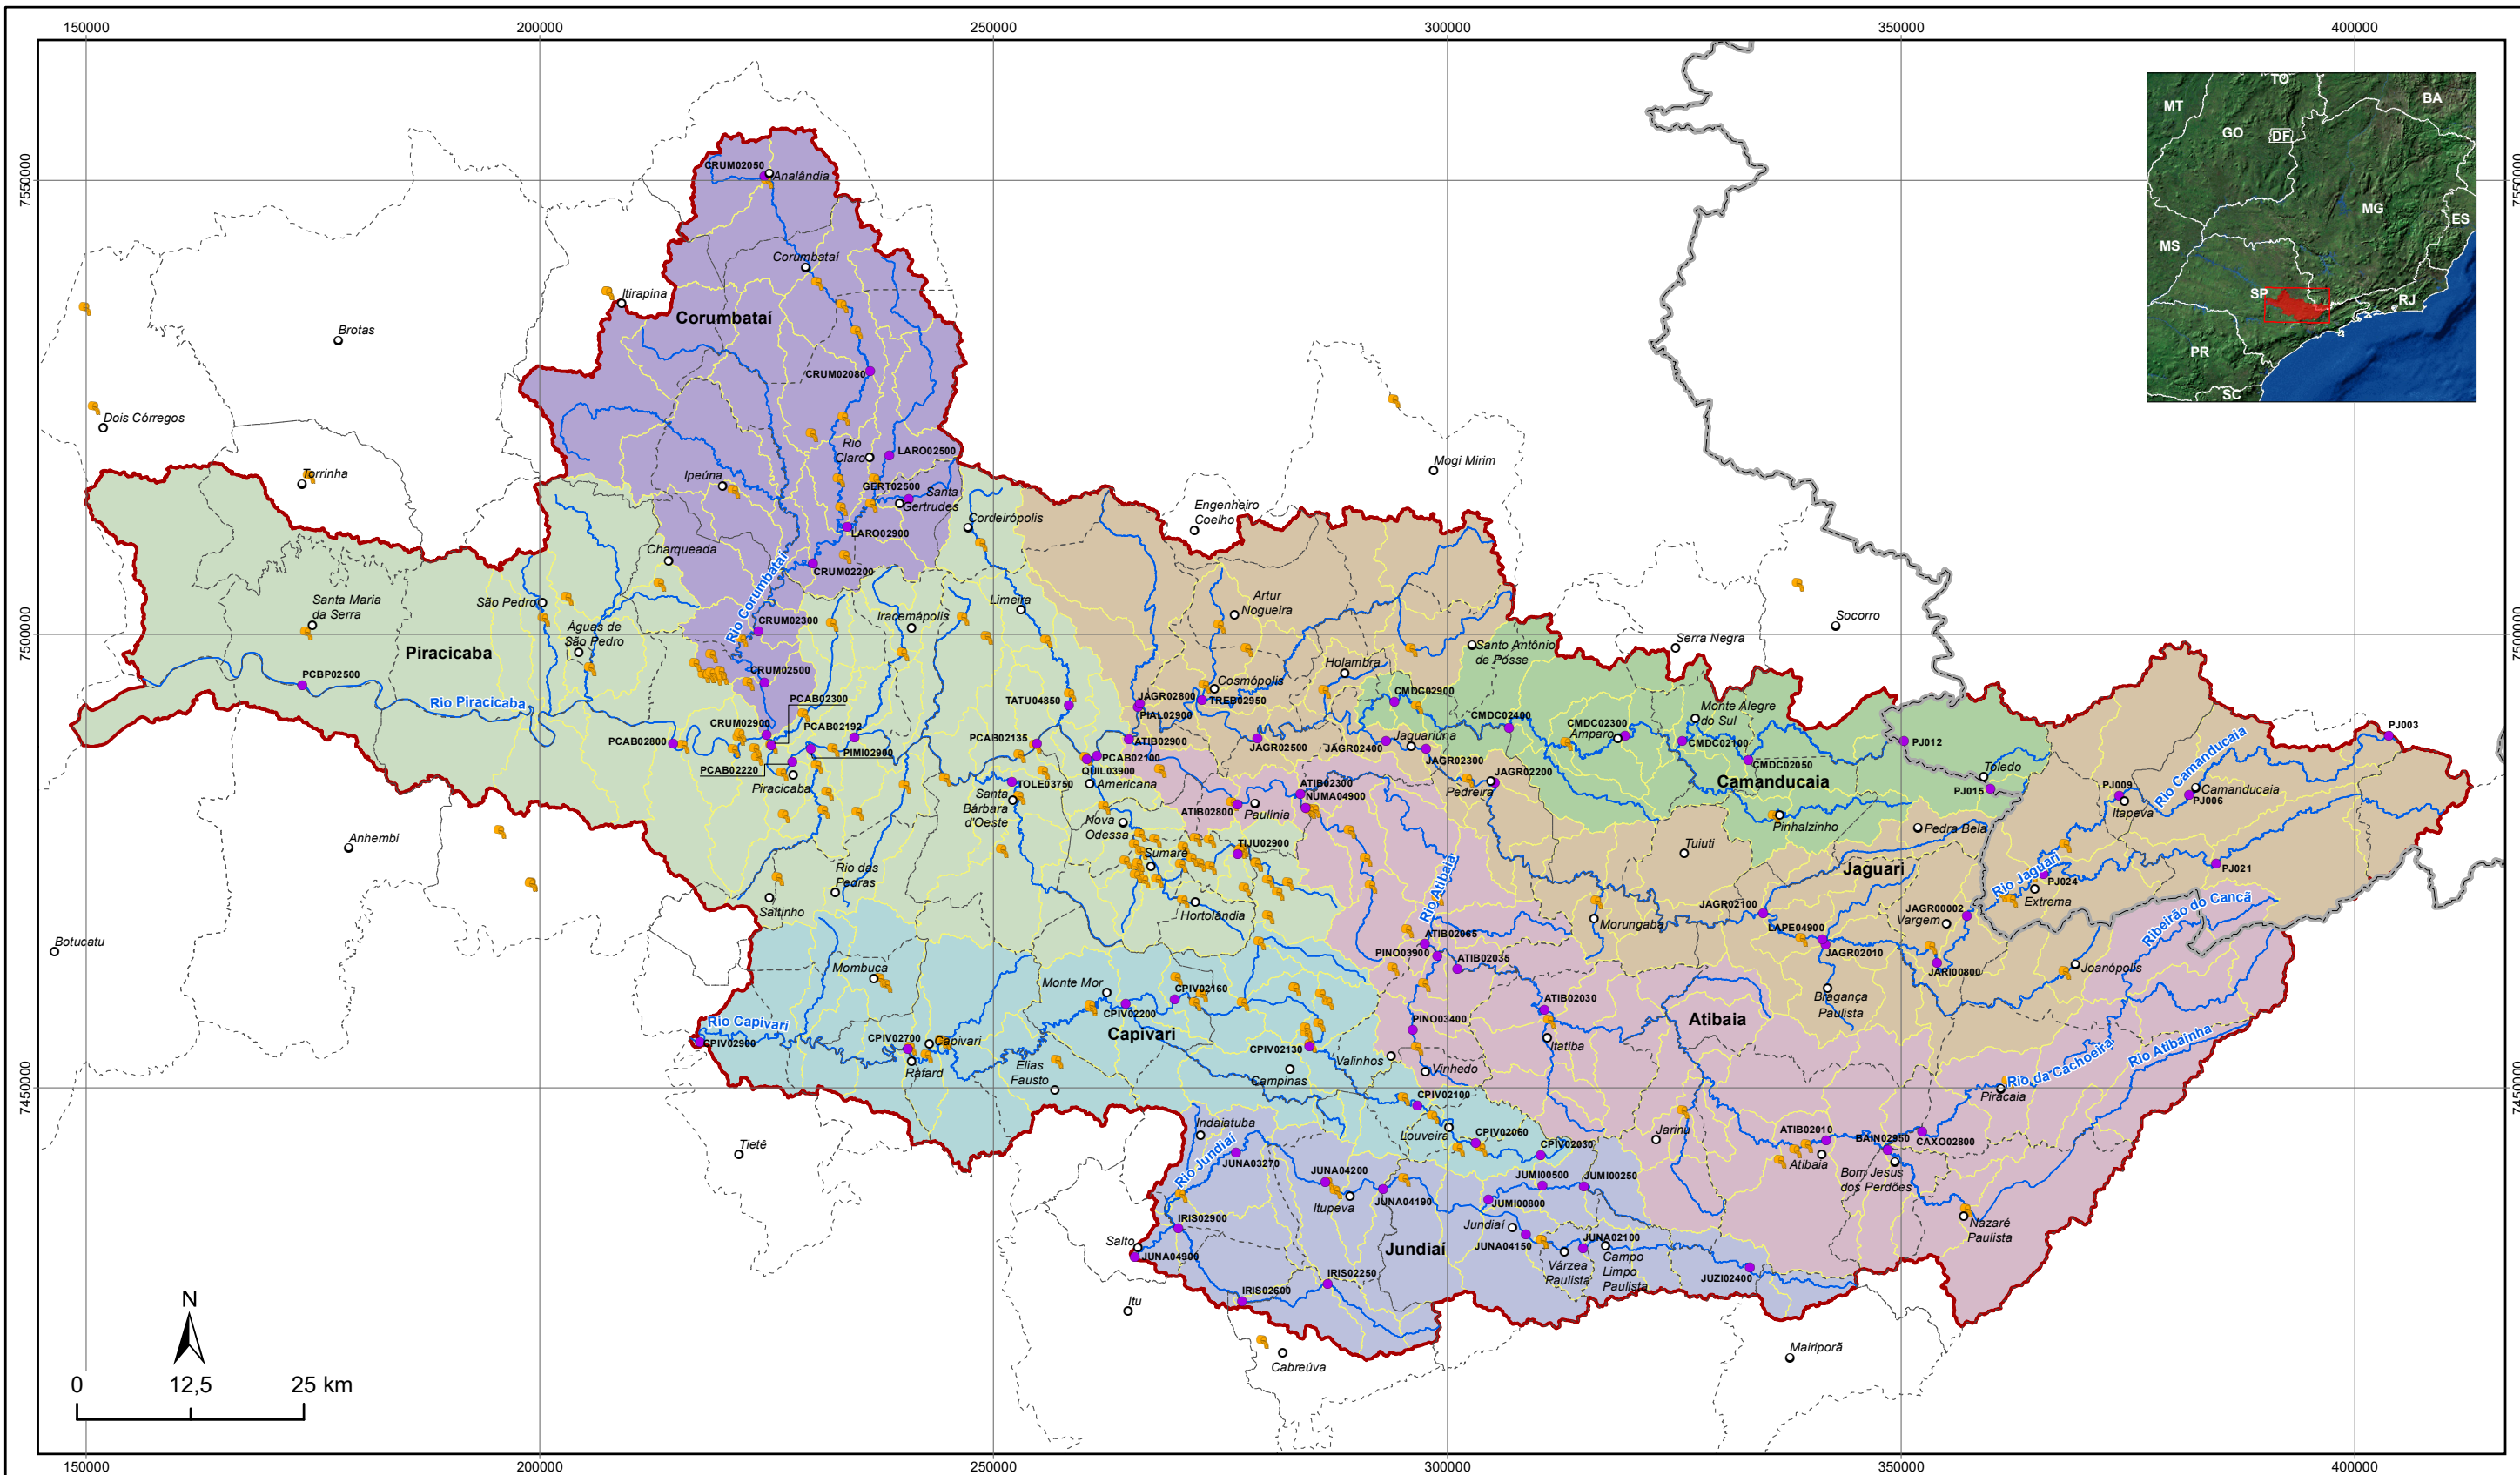 150000
200000
250000
300000
350000
400000
7550000
7500000
7450000
7550000
7500000
7450000
TO
MT
BA
GO
DF
MG
ES
MS
SP
RJ
PR
SC
CRUM02050
Analândia
Corumbataí
Itirapina
Corumbataí
Brotas
CRUM02080
Dois Córregos
Rio
Claro
LARO02500
Torrinha
Ipeúna
GERT02500
Santa
Gertrudes
Mogi Mirim
Engenheiro
Coelho
Cordeirópolis
LARO02900
Charqueada
CRUM02200
Rio Corumbataí
Santa Maria
da Serra
São Pedro
Águas de
São Pedro
CRUM02300
Iracemápolis
Limeira
Artur
Nogueira
Socorro
Serra Negra
Santo Antônio
de Posse
Piracicaba
PCBP02500
Rio Piracicaba
CRUM02500
PCAB02300
PCAB02192
CRUM02900
PCAB02800
PCAB02220
PIMI02900
Piracicaba
TATU04850
PCAB02135
JAGR02800
PIAL02900
Cosmópolis
TREB02950
Holambra
CMDC02900
CMDC02400
CMDC02300
Amparo
Monte Alegre
do Sul
CMDC02100
CMDC02050
Camanducaia
PJ012
Toledo
PJ015
PJ003
Rio Camanducaia
PJ009
Itapeva
Camanducaia
PJ006
ATIB02900
PCAB02100
QUIL03900
Americana
JAGR02500
JAGR02400
Jaguariúna
JAGR02300
JAGR02200
Pedreira
TOLE03750
Santa
Bárbara
d'Oeste
Nova
Odessa
ATIB02800
Paulínia
ATIB02300
NUMA04900
Pinhalzinho
Pedra Bela
Tuiuti
Jaguari
Rio Jaguari
PJ024
Extrema
PJ021
Anhembi
Sumaré
TIJU02900
Rio das
Pedras
Saltinho
Hortolândia
Rio Atibaia
Morungaba
JAGR02100
JAGR00002
Vargem
Ribeirão do Cancã
LAPE04900
JAGR02010
JARI00800
Joanópolis
Botucatu
ATIB02065
PINO03900
ATIB02035
Mombuca
Monte Mor
CPIV02160
CPIV02200
Bragança
Paulista
ATIB02030
Itatiba
Atibaia
Rio Capivari
CPIV02900
CPIV02700
Capivari
Rafard
Capivari
PINO03400
CPIV02130
Valinhos
Vinhedo
Campinas
Elias
Fausto
Rio da Cachoeira
Rio Atibainha
Piracaia
CPIV02100
Louveira
CPIV02060
CPIV02030
Jarinu
ATIB02010
Atibaia
BAIN02950
CAXO02800
Bom Jesus
dos Perdões
Tietê
Indaiatuba
Rio Jundiaí
JUNA03270
JUNA04200
Itupeva
JUNA04190
JUMI00500
JUMI00250
JUMI00800
Jundiaí
JUNA04150
JUNA02100
Várzea
Paulista
Campo
Limpo
Paulista
Nazaré
Paulista
IRIS02900
Salto
JUNA04900
Jundiaí
IRIS02250
IRIS02600
JUZI02400
Itu
Cabreúva
Mairiporã
N
0
12,5
25 km
150000
200000
250000
300000
350000
400000